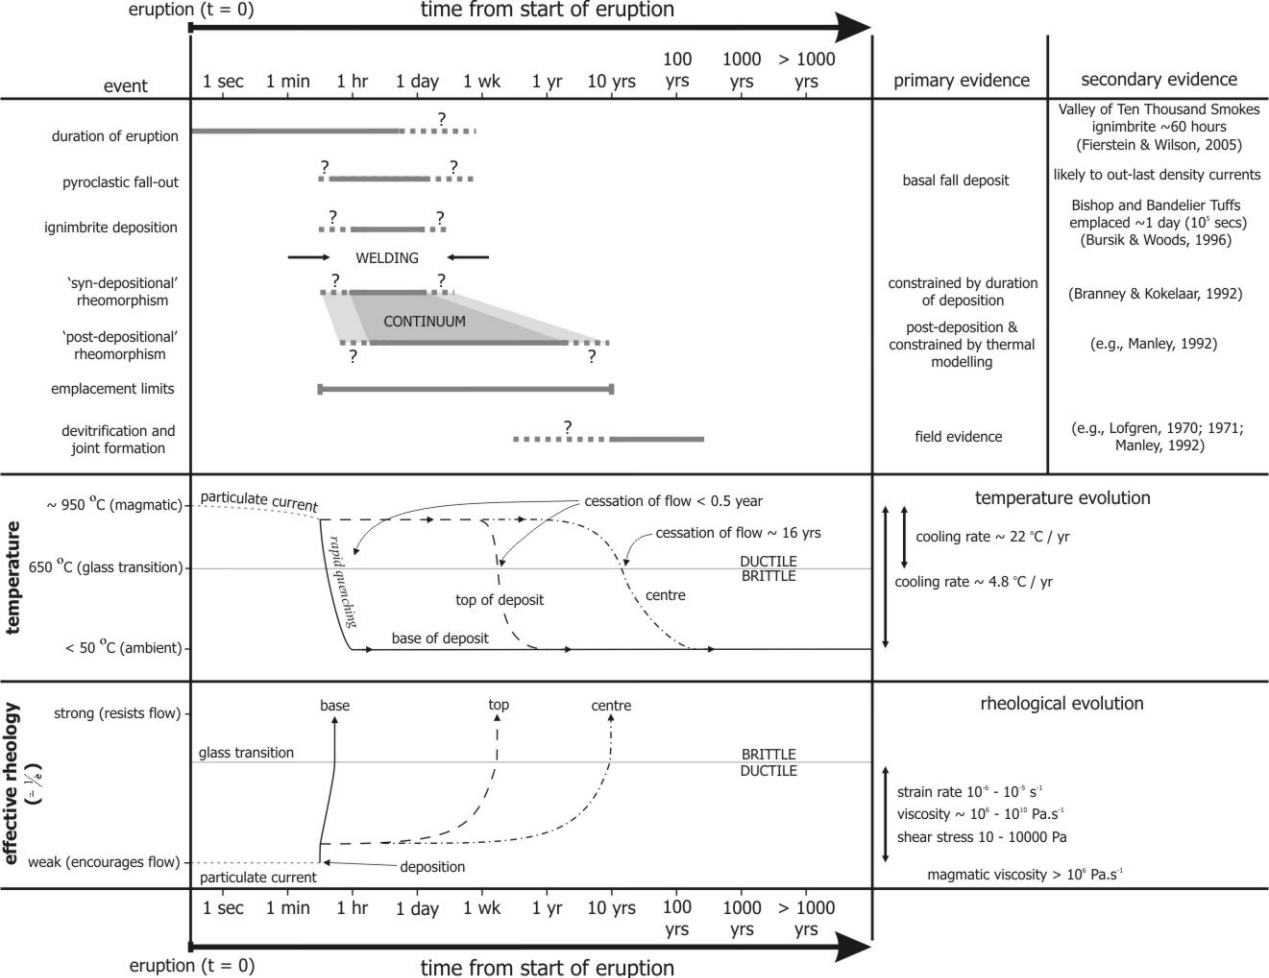 eruption (t = 0)
time from start of eruption
event
1 sec
1 min
1 hr
1 day
1 wk
1 yr
10 yrs
100
yrs
1000
yrs
> 1000
yrs
primary evidence
secondary evidence
duration of eruption
?
Valley of Ten Thousand Smokes
ignimbrite ~60 hours
(Fierstein & Wilson, 2005)
pyroclastic fall-out
?
?
basal fall deposit
likely to out-last density currents
ignimbrite deposition
?
?
Bishop and Bandelier Tuffs
emplaced ~1 day (10⁵ secs)
(Bursik & Woods, 1996)
WELDING
'syn-depositional'
rheomorphism
?
?
constrained by duration
of deposition
(Branney & Kokelaar, 1992)
CONTINUUM
'post-depositional'
rheomorphism
?
?
post-deposition &
constrained by thermal
modelling
(e.g., Manley, 1992)
emplacement limits
devitrification and
joint formation
?
field evidence
(e.g., Lofgren, 1970; 1971;
Manley, 1992)
temperature
~ 950 °C (magmatic)
650 °C (glass transition)
< 50 °C (ambient)
particulate current
rapid quenching
cessation of flow < 0.5 year
cessation of flow ~ 16 yrs
DUCTILE
BRITTLE
top of deposit
centre
base of deposit
temperature evolution
cooling rate ~ 22 °C / yr
cooling rate ~ 4.8 °C / yr
effective rheology
strong (resists flow)
glass transition
weak (encourages flow)
particulate current
base
top
centre
BRITTLE
DUCTILE
deposition
rheological evolution
strain rate 10⁻⁶ - 10⁻⁵ s⁻¹
viscosity ~ 10⁶ - 10¹⁰ Pa.s⁻¹
shear stress 10 - 10000 Pa
magmatic viscosity > 10⁶ Pa.s⁻¹
1 sec
1 min
1 hr
1 day
1 wk
1 yr
10 yrs
100
yrs
1000
yrs
> 1000
yrs
eruption (t = 0)
time from start of eruption